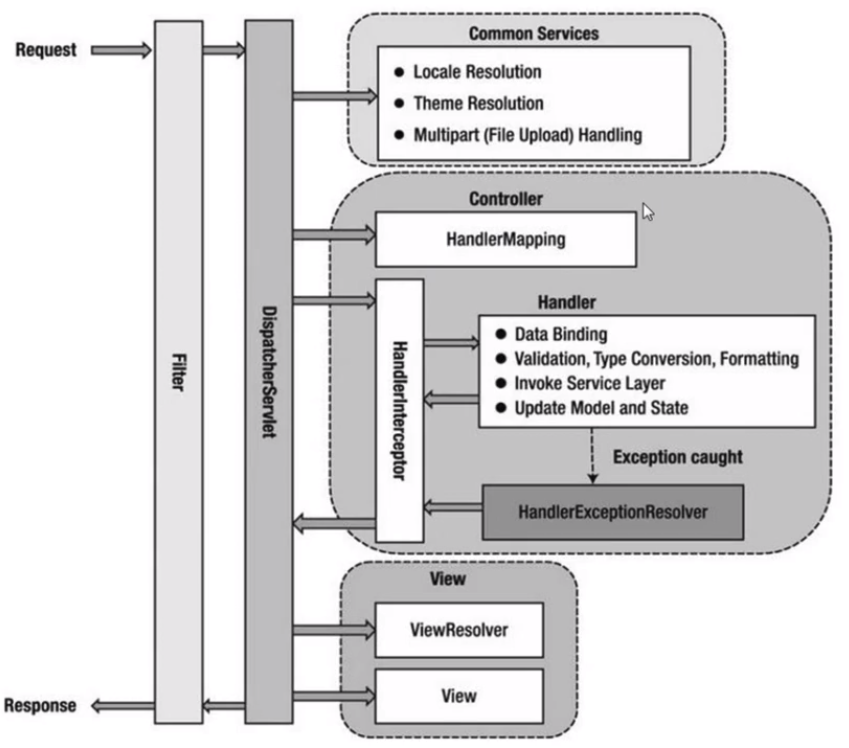 Request
Filter
DispatcherServlet
Common Services
● Locale Resolution
● Theme Resolution
● Multipart (File Upload) Handling
Controller
HandlerMapping
HandlerInterceptor
Handler
● Data Binding
● Validation, Type Conversion, Formatting
● Invoke Service Layer
● Update Model and State
Exception caught
HandlerExceptionResolver
View
ViewResolver
View
Response